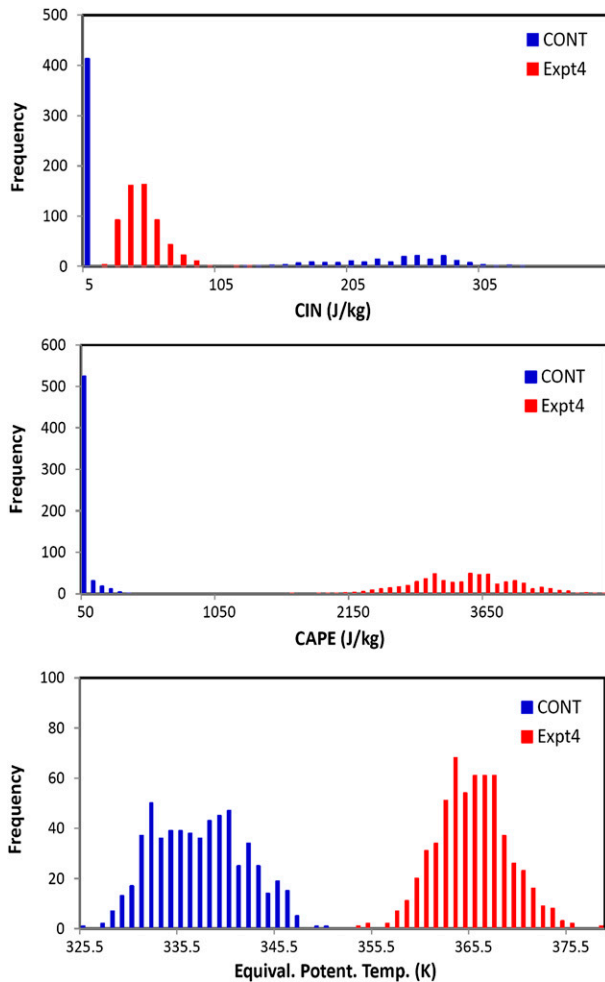 500
CONT
Expt4
400
300
200
100
0
Frequency
5 105 205 305
CIN (J/kg)
600
CONT
Expt4
500
400
300
200
100
0
Frequency
50 1050 2150 3650
CAPE (J/kg)
100
CONT
Expt4
80
60
40
20
0
Frequency
325.5 335.5 345.5 355.5 365.5 375.5
Equival. Potent. Temp. (K)